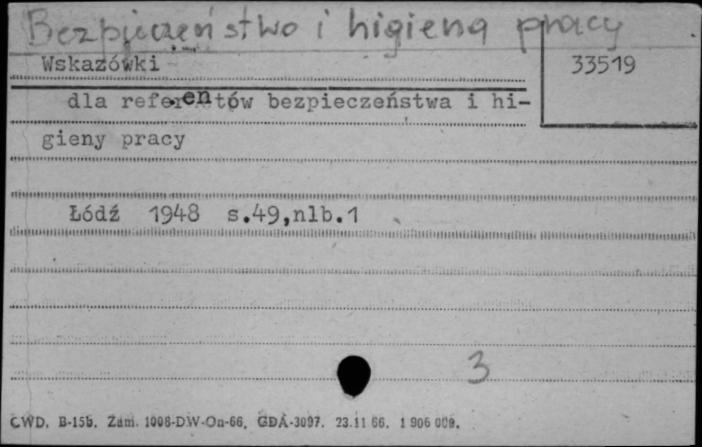 Bezpieczeństwo i higiena pracy
Wskazówki
33519
dla referentów bezpieczeństwa i hi-
gieny pracy
Łódź 1948 s.49,nlb.1
3
CWD. B-15b. Zam. 1008-DW-On-66. GDA-3097. 23.11 66. 1 906 000.